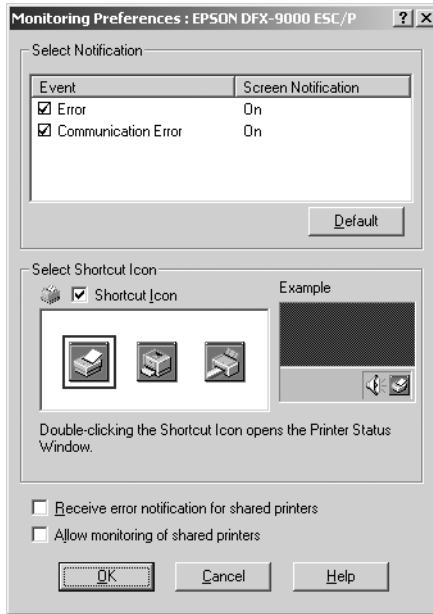 Monitoring Preferences : EPSON DFX-9000 ESC/P
Select Notification
Event Screen Notification
Error On
Communication Error On
Default
Select Shortcut Icon
Shortcut Icon
Example
Double-clicking the Shortcut Icon opens the Printer Status
Window.
Receive error notification for shared printers
Allow monitoring of shared printers
OK Cancel Help